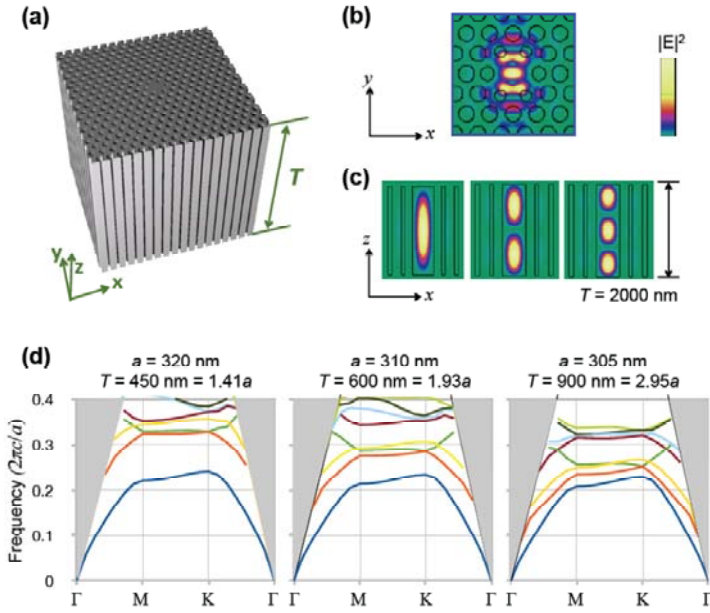 (a)
T
y
z
x
(b)
y
x
|E|²
(c)
z
x
T = 2000 nm
(d)
a = 320 nm
T = 450 nm = 1.41a
a = 310 nm
T = 600 nm = 1.93a
a = 305 nm
T = 900 nm = 2.95a
Frequency (2πc/a)
0.4
0.3
0.2
0.1
0
Γ M K Γ
Γ M K Γ
Γ M K Γ